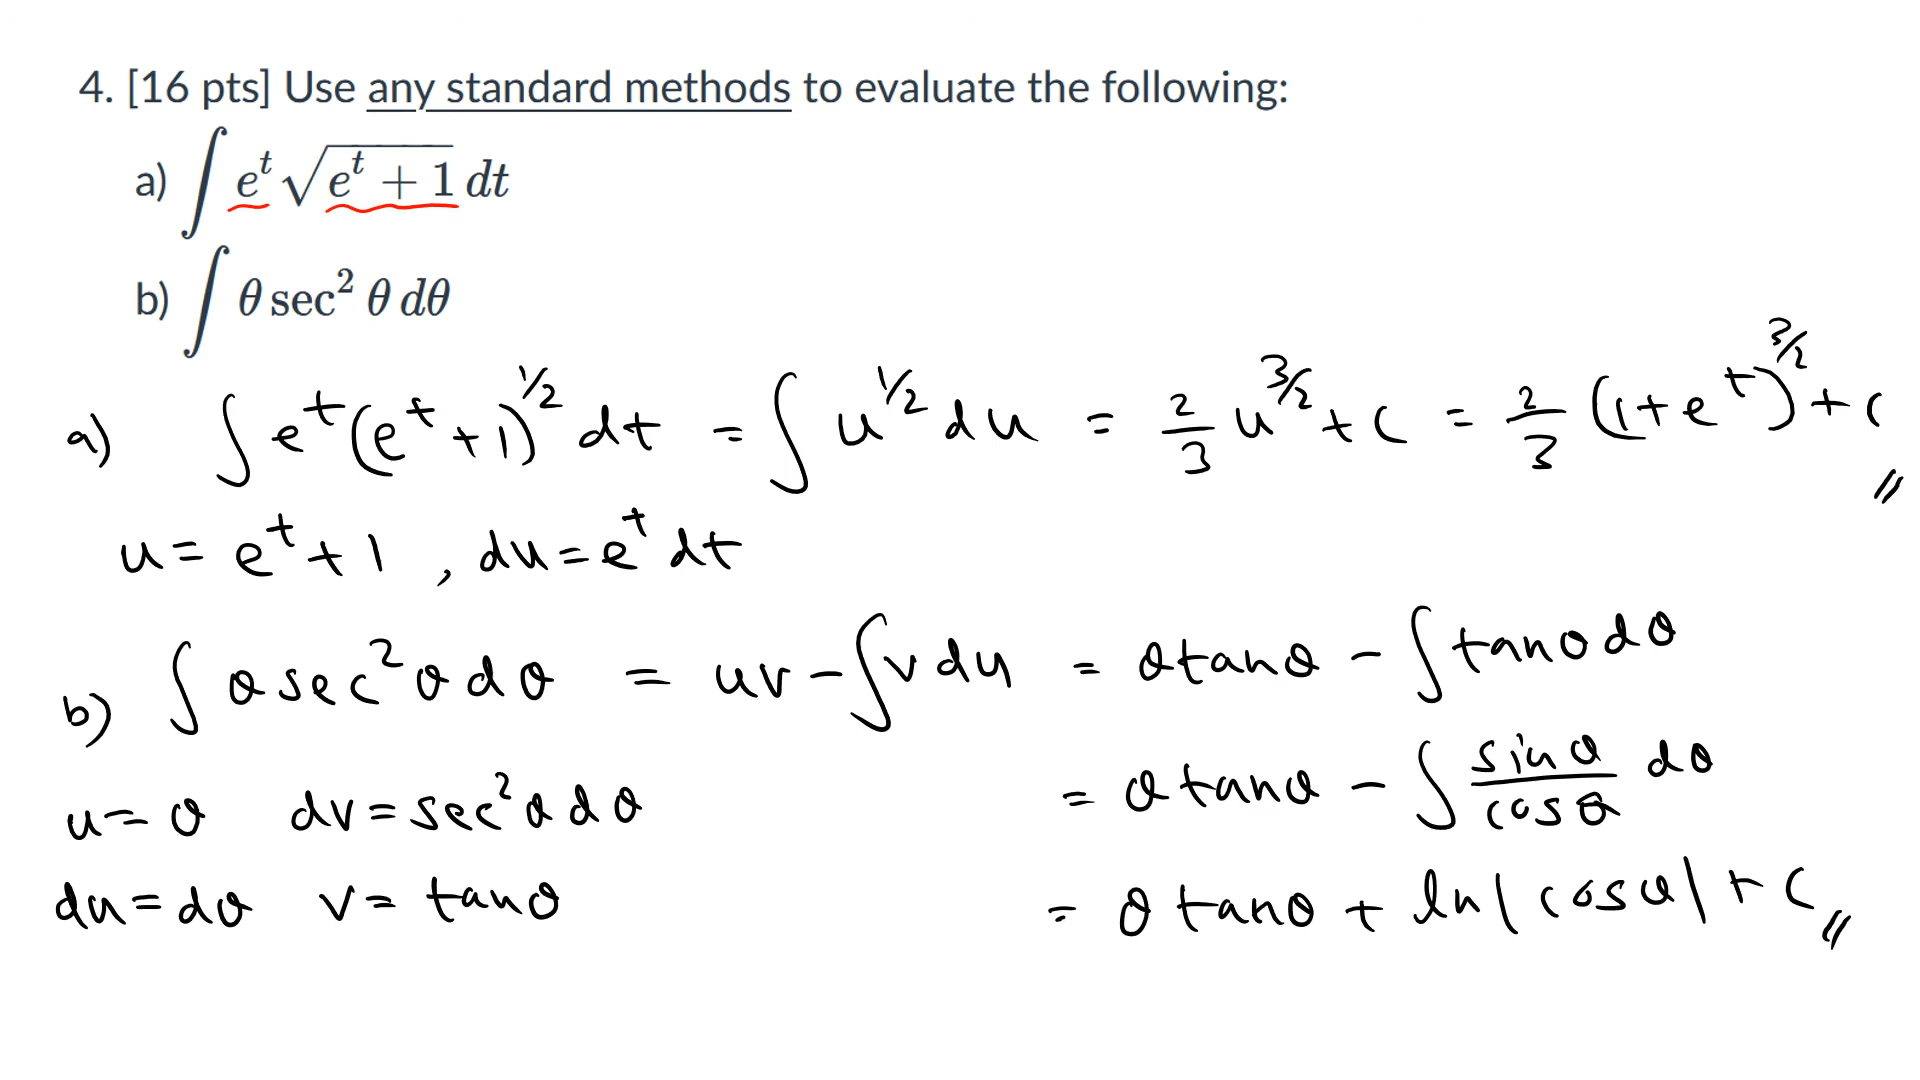 4. [16 pts] Use any standard methods to evaluate the following:
a) ∫ e^t √(e^t + 1) dt
b) ∫ θ sec² θ dθ
a) ∫ e^t (e^t + 1)^(1/2) dt = ∫ u^(1/2) du = 2/3 u^(3/2) + c = 2/3 (1 + e^t)^(3/2) + c //
u = e^t + 1 , du = e^t dt
b) ∫ θ sec² θ dθ = uv - ∫ v du = θ tan θ - ∫ tan θ dθ
u = θ dv = sec² θ dθ = θ tan θ - ∫ sin θ / cos θ dθ
du = dθ v = tan θ = θ tan θ + ln | cos θ | + c //